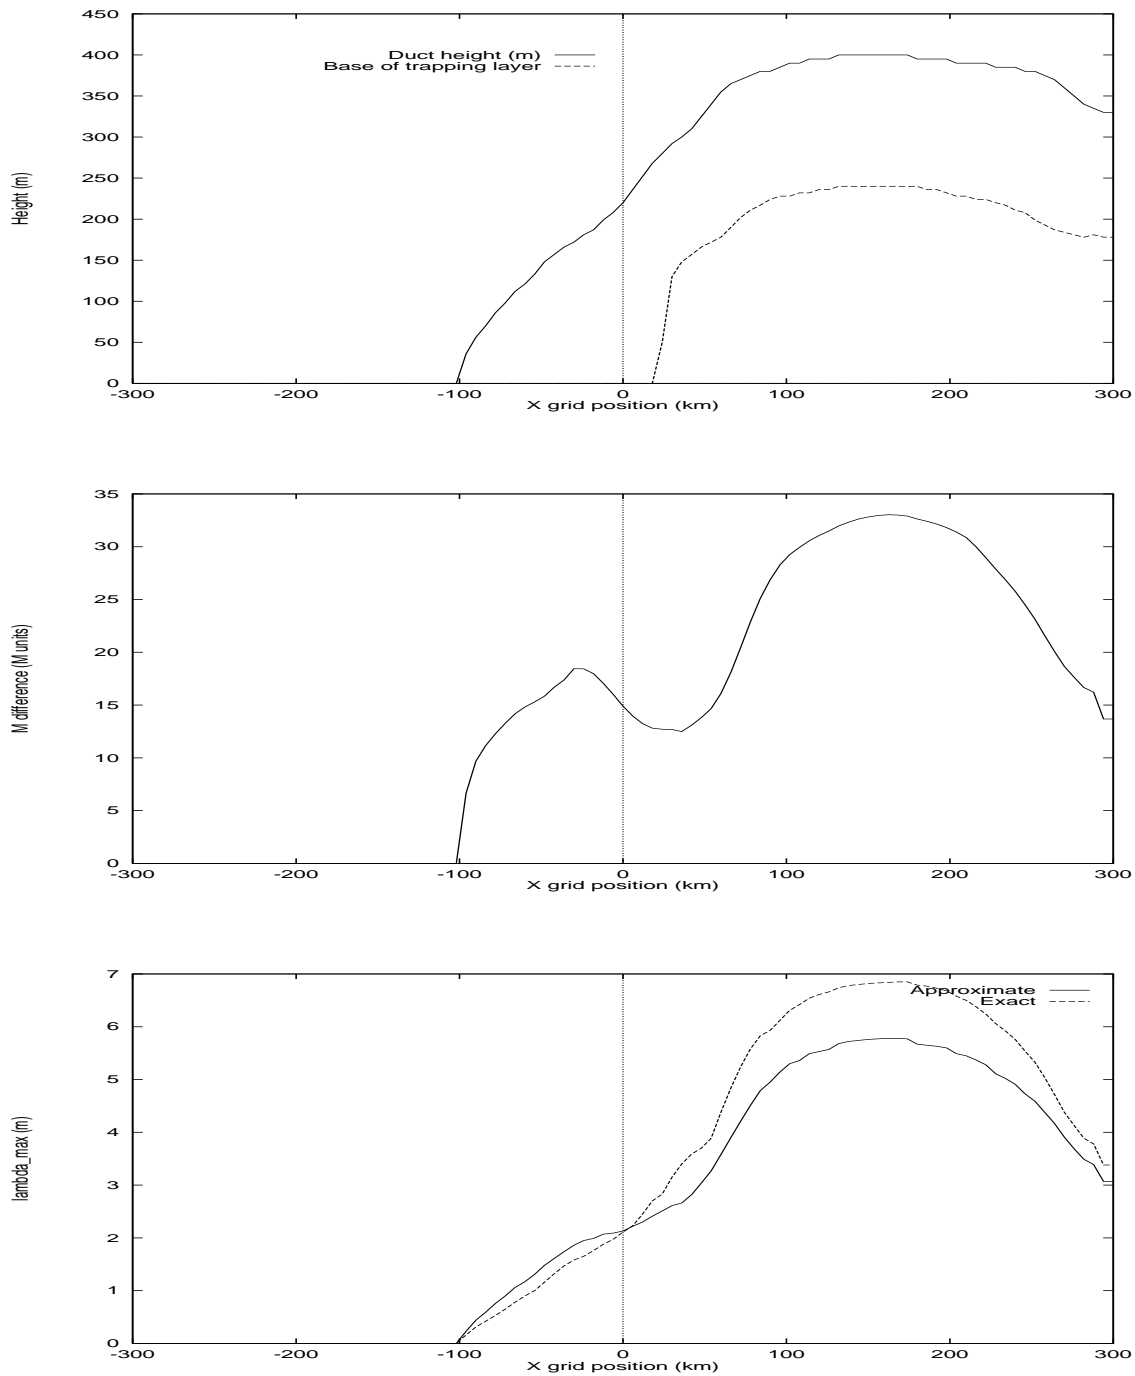 450
400
350
300
250
200
150
100
50
0
Height (m)
Duct height (m)
Base of trapping layer
-300 -200 -100 0 100 200 300
X grid position (km)
35
30
25
20
15
10
5
0
M difference (M units)
-300 -200 -100 0 100 200 300
X grid position (km)
7
6
5
4
3
2
1
0
lambda_max (m)
Approximate
Exact
-300 -200 -100 0 100 200 300
X grid position (km)